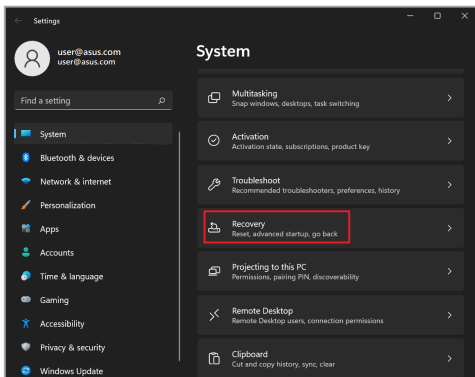 Settings
user@asus.com
user@asus.com
Find a setting
System
Bluetooth & devices
Network & internet
Personalization
Apps
Accounts
Time & language
Gaming
Accessibility
Privacy & security
Windows Update
System
Multitasking
Snap windows, desktops, task switching
Activation
Activation state, subscriptions, product key
Troubleshoot
Recommended troubleshooters, preferences, history
Recovery
Reset, advanced startup, go back
Projecting to this PC
Permissions, pairing PIN, discoverability
Remote Desktop
Remote Desktop users, connection permissions
Clipboard
Cut and copy history, sync, clear